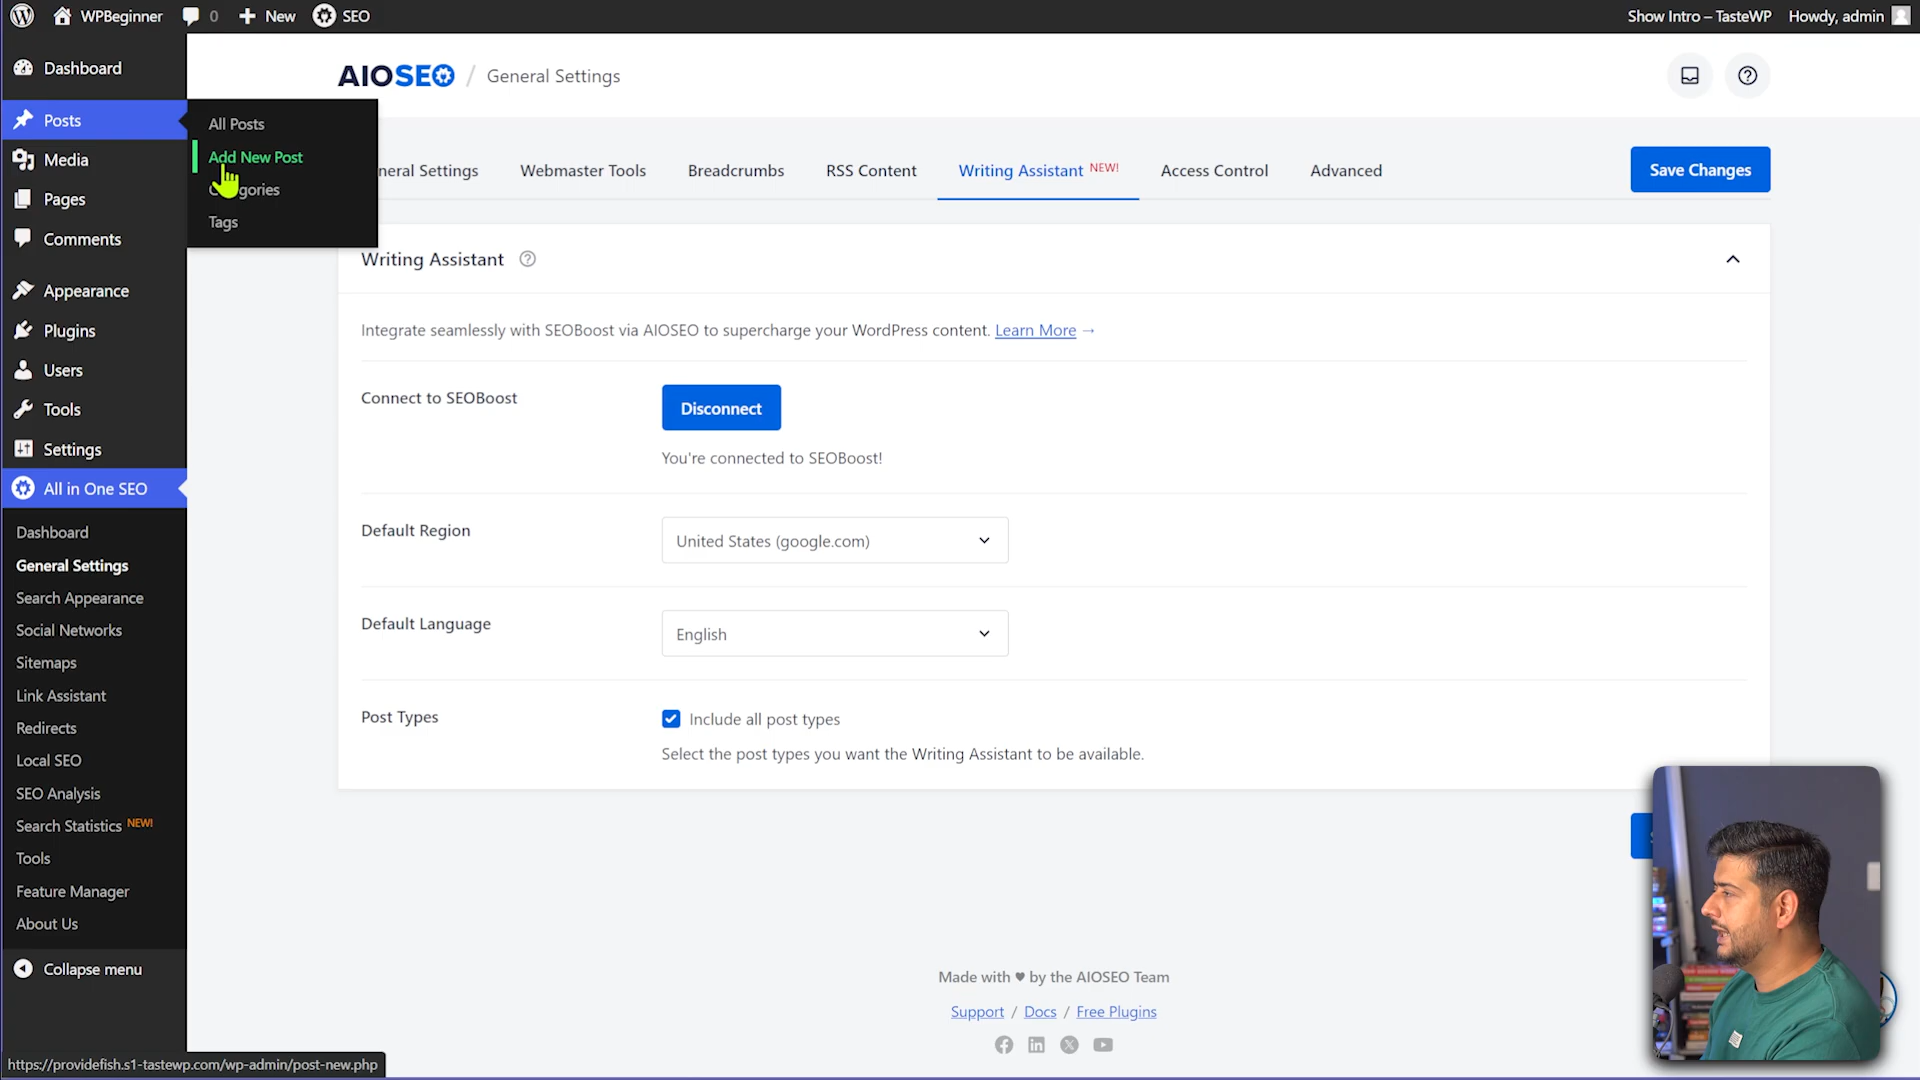 WPBeginner 0 New SEO Show Intro – TasteWP Howdy, admin
Dashboard
Posts
Media
Pages
Comments
Appearance
Plugins
Users
Tools
Settings
All in One SEO
Dashboard
General Settings
Search Appearance
Social Networks
Sitemaps
Link Assistant
Redirects
Local SEO
SEO Analysis
Search Statistics NEW!
Tools
Feature Manager
About Us
Collapse menu
All Posts
Add New Post
Tags
AIOSEO / General Settings
Settings Webmaster Tools Breadcrumbs RSS Content Writing Assistant NEW! Access Control Advanced Save Changes
Writing Assistant
Integrate seamlessly with SEOBoost via AIOSEO to supercharge your WordPress content. Learn More →
Connect to SEOBoost Disconnect
You're connected to SEOBoost!
Default Region United States (google.com)
Default Language English
Post Types Include all post types
Select the post types you want the Writing Assistant to be available.
Made with ♥ by the AIOSEO Team
Support / Docs / Free Plugins
https://providefish.s1-tastewp.com/wp-admin/post-new.php